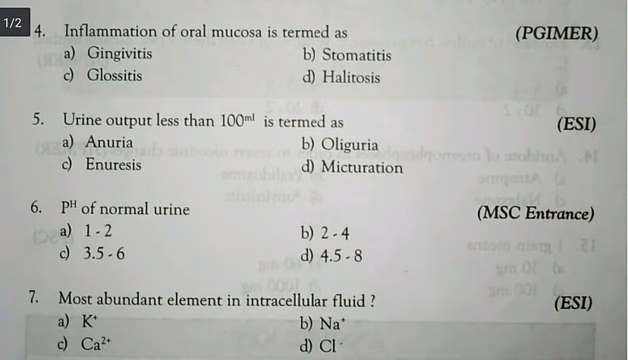 1/2
4. Inflammation of oral mucosa is termed as (PGIMER)
a) Gingivitis b) Stomatitis
c) Glossitis d) Halitosis
5. Urine output less than 100ml is termed as (ESI)
a) Anuria b) Oliguria
c) Enuresis d) Micturation
6. PH of normal urine (MSC Entrance)
a) 1 - 2 b) 2 - 4
c) 3.5 - 6 d) 4.5 - 8
7. Most abundant element in intracellular fluid ? (ESI)
a) K+ b) Na+
c) Ca2+ d) Cl-